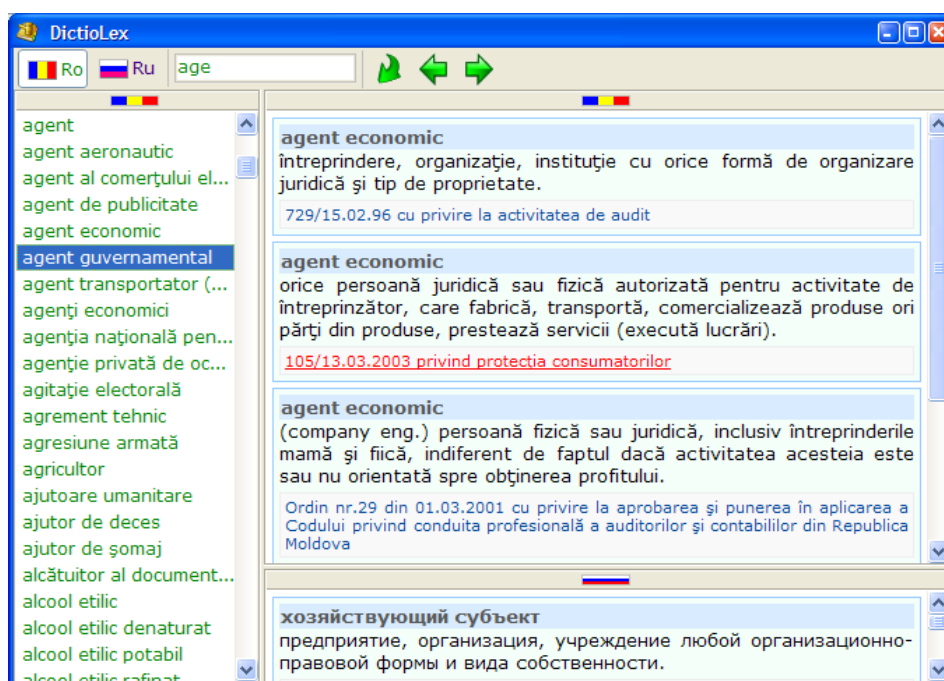 DictioLex
Ro Ru age
agent
agent aeronautic
agent al comerţului el...
agent de publicitate
agent economic
agent guvernamental
agent transportator (...
agenţi economici
agenţia naţională pen...
agenţie privată de oc...
agitaţie electorală
agrement tehnic
agresiune armată
agricultor
ajutoare umanitare
ajutor de deces
ajutor de şomaj
alcătuitor al document...
alcool etilic
alcool etilic denaturat
alcool etilic potabil
alcool etilic rafinat
agent economic
întreprindere, organizaţie, instituţie cu orice formă de organizare
juridică şi tip de proprietate.
729/15.02.96 cu privire la activitatea de audit
agent economic
orice persoană juridică sau fizică autorizată pentru activitate de
întreprinzător, care fabrică, transportă, comercializează produse ori
părţi din produse, prestează servicii (execută lucrări).
105/13.03.2003 privind protecţia consumatorilor
agent economic
(company eng.) persoană fizică sau juridică, inclusiv întreprinderile
mamă şi fiică, indiferent de faptul dacă activitatea acesteia este
sau nu orientată spre obţinerea profitului.
Ordin nr.29 din 01.03.2001 cu privire la aprobarea şi punerea în aplicarea a
Codului privind conduita profesională a auditorilor şi contabililor din Republica
Moldova
хозяйствующий субъект
предприятие, организация, учреждение любой организационно-
правовой формы и вида собственности.